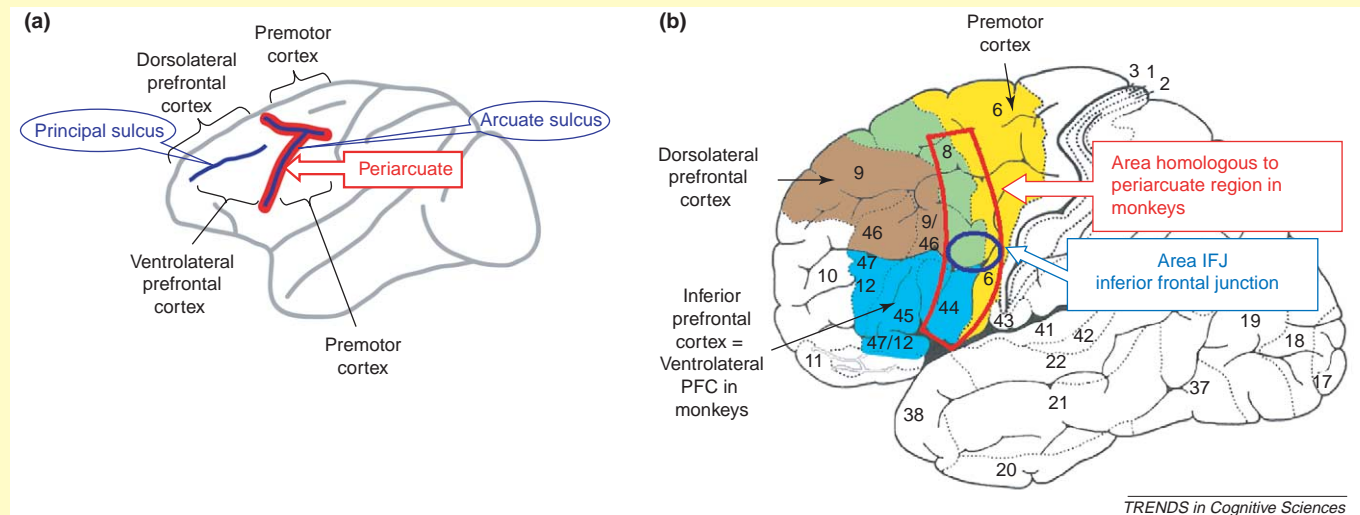 (a)
Premotor
cortex
Dorsolateral
prefrontal
cortex
Principal sulcus
Arcuate sulcus
Periarcuate
Ventrolateral
prefrontal
cortex
Premotor
cortex
(b)
Premotor
cortex
3 1
2
6
8
Dorsolateral
prefrontal
cortex
9
Area homologous to
periarcuate region in
monkeys
9/
46
46
47
12
10
6
Area IFJ
inferior frontal junction
Inferior
prefrontal
cortex =
Ventrolateral
PFC in
monkeys
45
44
43
41
42
47/12
11
22
19
18
17
37
21
38
20
TRENDS in Cognitive Sciences